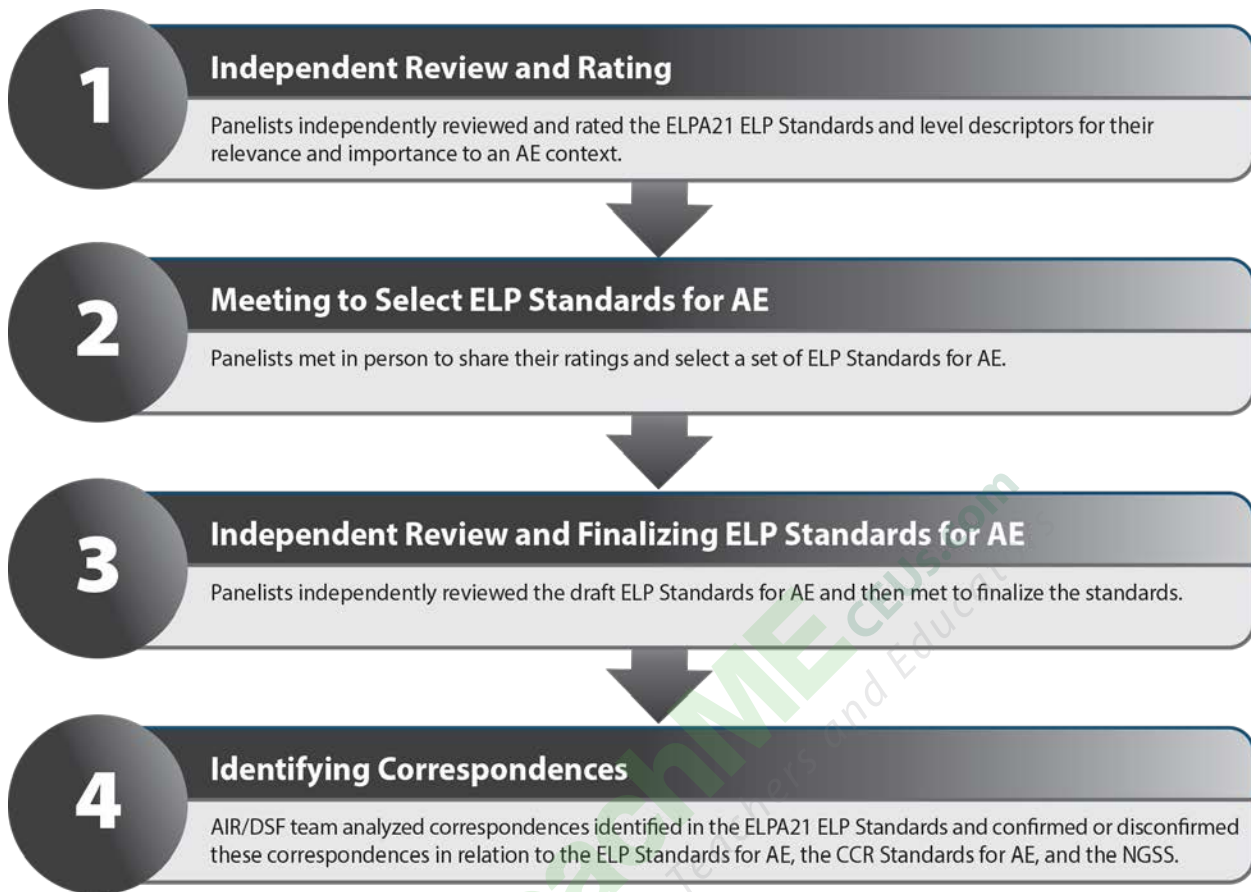 1
Independent Review and Rating
Panelists independently reviewed and rated the ELPA21 ELP Standards and level descriptors for their
relevance and importance to an AE context.
2
Meeting to Select ELP Standards for AE
Panelists met in person to share their ratings and select a set of ELP Standards for AE.
3
Independent Review and Finalizing ELP Standards for AE
Panelists independently reviewed the draft ELP Standards for AE and then met to finalize the standards.
4
Identifying Correspondences
AIR/DSF team analyzed correspondences identified in the ELPA21 ELP Standards and confirmed or disconfirmed
these correspondences in relation to the ELP Standards for AE, the CCR Standards for AE, and the NGSS.
CEUs.com
Teachers and Educators